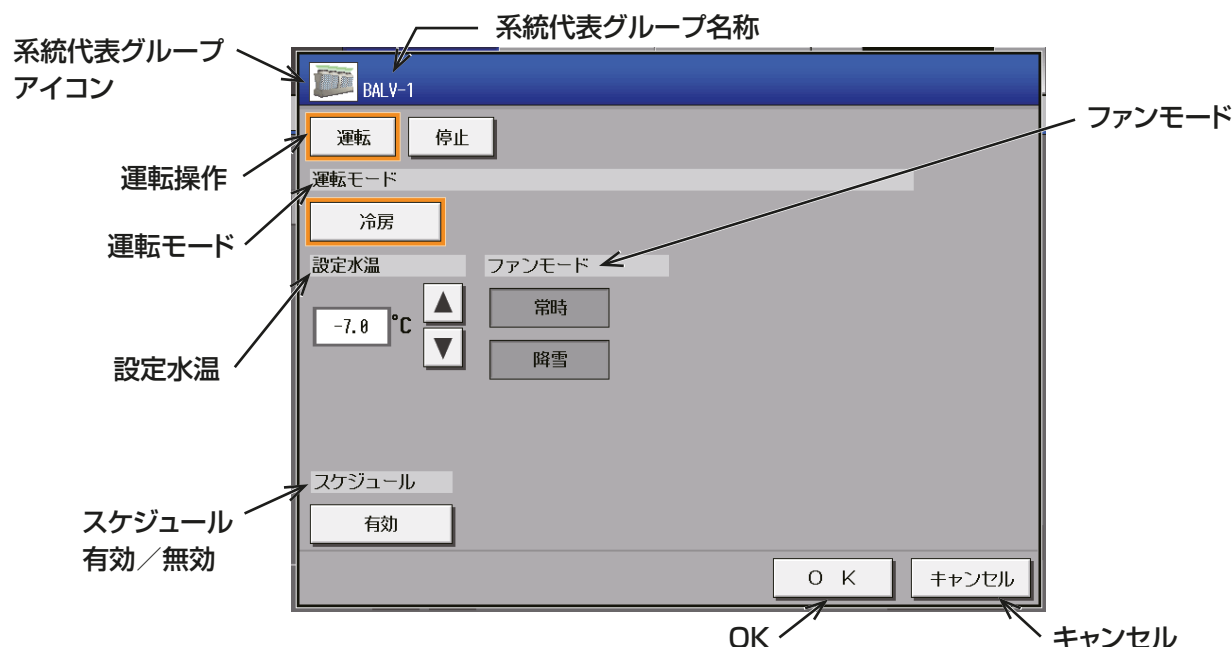 系統代表グループ名称
系統代表グループ
アイコン
BALV-1
ファンモード
運転 停止
運転操作
運転モード
運転モード
冷房
設定水温 ファンモード
-7.0 °C ▲ 常時
▼ 降雪
設定水温
スケジュール
有効
スケジュール
有効／無効
O K キャンセル
OK キャンセル